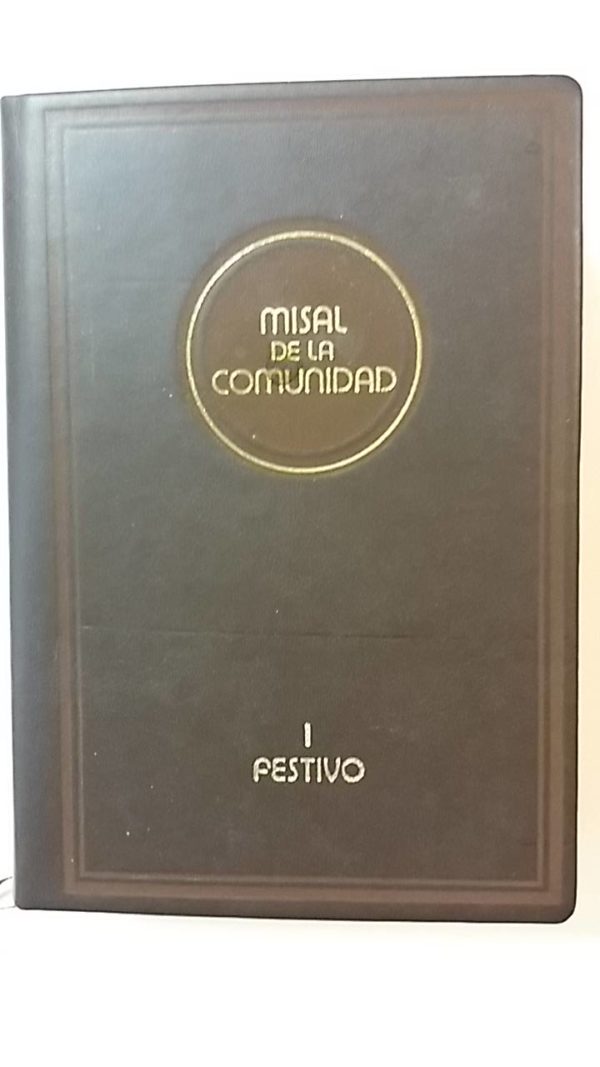 MISAL
DE LA
COMUNIDAD
I
FESTIVO